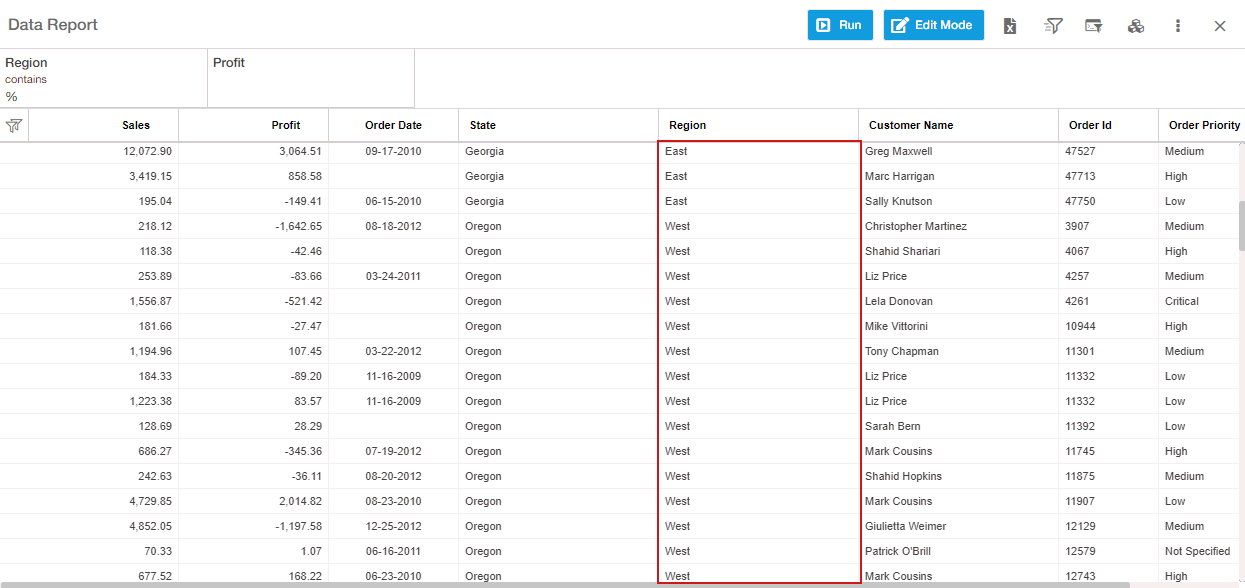 Data Report Run Edit Mode
Region Profit
contains
%
Sales Profit Order Date State Region Customer Name Order Id Order Priority
12,072.90 3,064.51 09-17-2010 Georgia East Greg Maxwell 47527 Medium
3,419.15 858.58 Georgia East Marc Harrigan 47713 High
195.04 -149.41 06-15-2010 Georgia East Sally Knutson 47750 Low
218.12 -1,642.65 08-18-2012 Oregon West Christopher Martinez 3907 Medium
118.38 -42.46 Oregon West Shahid Shariari 4067 High
253.89 -83.66 03-24-2011 Oregon West Liz Price 4257 Medium
1,556.87 -521.42 Oregon West Lela Donovan 4261 Critical
181.66 -27.47 Oregon West Mike Vittorini 10944 High
1,194.96 107.45 03-22-2012 Oregon West Tony Chapman 11301 Medium
184.33 -89.20 11-16-2009 Oregon West Liz Price 11332 Low
1,223.38 83.57 11-16-2009 Oregon West Liz Price 11332 Low
128.69 28.29 Oregon West Sarah Bern 11392 Low
686.27 -345.36 07-19-2012 Oregon West Mark Cousins 11745 High
242.63 -36.11 08-20-2012 Oregon West Shahid Hopkins 11875 Medium
4,729.85 2,014.82 08-23-2010 Oregon West Mark Cousins 11907 Low
4,852.05 -1,197.58 12-25-2012 Oregon West Giulietta Weimer 12129 Medium
70.33 1.07 06-16-2011 Oregon West Patrick O'Brill 12579 Not Specified
677.52 168.22 06-23-2010 Oregon West Mark Cousins 12743 High